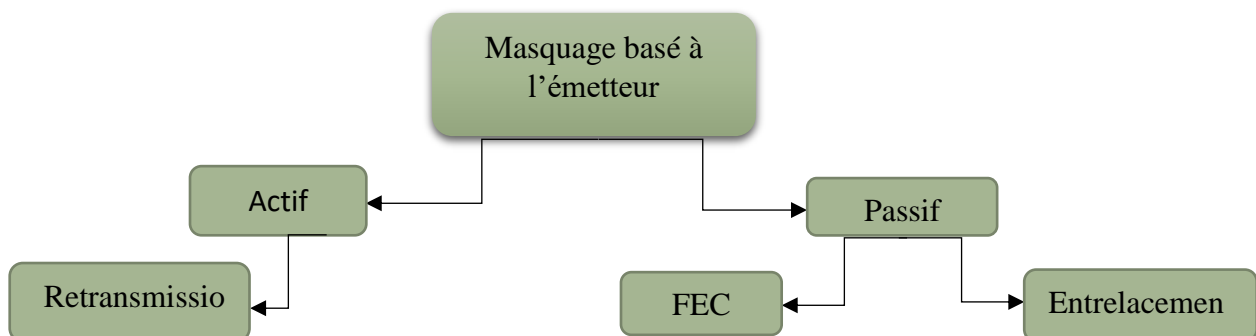 Masquage basé à
l’émetteur
Actif
Passif
Retransmissio
FEC
Entrelacemen